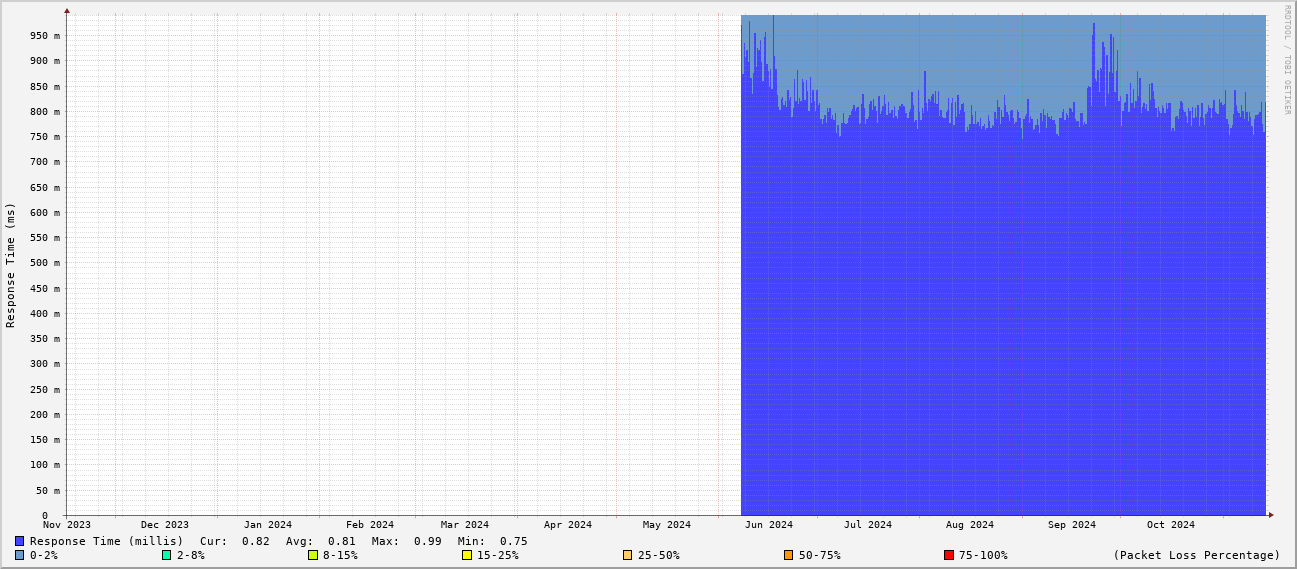 RRDTOOL / TOBI OETIKER
Response Time (ms)
950 m
900 m
850 m
800 m
750 m
700 m
650 m
600 m
550 m
500 m
450 m
400 m
350 m
300 m
250 m
200 m
150 m
100 m
50 m
0
Nov 2023 Dec 2023 Jan 2024 Feb 2024 Mar 2024 Apr 2024 May 2024 Jun 2024 Jul 2024 Aug 2024 Sep 2024 Oct 2024
Response Time (millis) Cur: 0.82 Avg: 0.81 Max: 0.99 Min: 0.75
0-2% 2-8% 8-15% 15-25% 25-50% 50-75% 75-100% (Packet Loss Percentage)